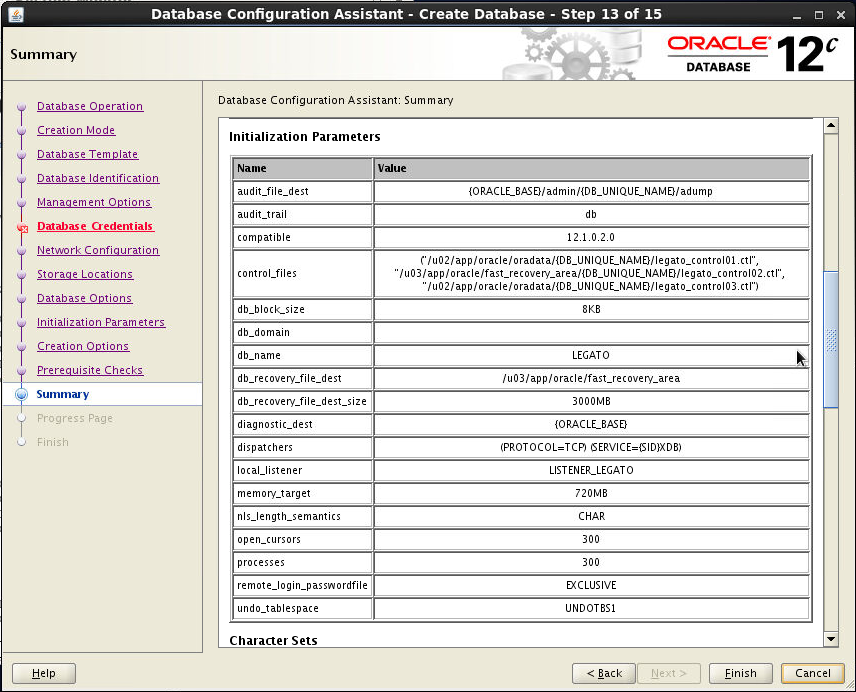 Database Configuration Assistant - Create Database - Step 13 of 15
Summary
ORACLE
DATABASE
12c
Database Operation
Creation Mode
Database Template
Database Identification
Management Options
Database Credentials
Network Configuration
Storage Locations
Database Options
Initialization Parameters
Creation Options
Prerequisite Checks
Summary
Progress Page
Finish
Database Configuration Assistant: Summary
Initialization Parameters
Name Value
audit_file_dest {ORACLE_BASE}/admin/{DB_UNIQUE_NAME}/adump
audit_trail db
compatible 12.1.0.2.0
control_files ("/u02/app/oracle/oradata/{DB_UNIQUE_NAME}/legato_control01.ctl",
"/u03/app/oracle/fast_recovery_area/{DB_UNIQUE_NAME}/legato_control02.ctl",
"/u02/app/oracle/oradata/{DB_UNIQUE_NAME}/legato_control03.ctl")
db_block_size 8KB
db_domain
db_name LEGATO
db_recovery_file_dest /u03/app/oracle/fast_recovery_area
db_recovery_file_dest_size 3000MB
diagnostic_dest {ORACLE_BASE}
dispatchers (PROTOCOL=TCP) (SERVICE={SID}XDB)
local_listener LISTENER_LEGATO
memory_target 720MB
nls_length_semantics CHAR
open_cursors 300
processes 300
remote_login_passwordfile EXCLUSIVE
undo_tablespace UNDOTBS1
Character Sets
Help < Back Next > Finish Cancel